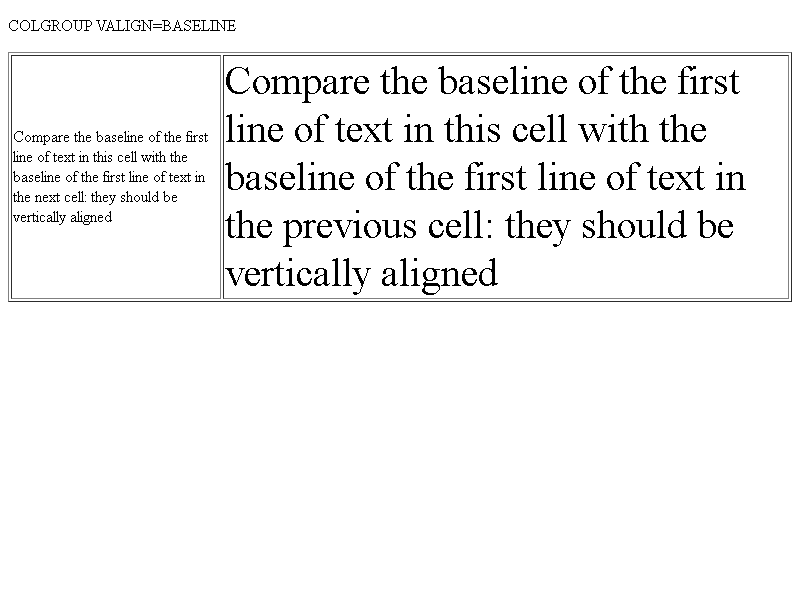 COLGROUP VALIGN=BASELINE
Compare the baseline of the first
line of text in this cell with the
baseline of the first line of text in
the next cell: they should be
vertically aligned
Compare the baseline of the first
line of text in this cell with the
baseline of the first line of text in
the previous cell: they should be
vertically aligned